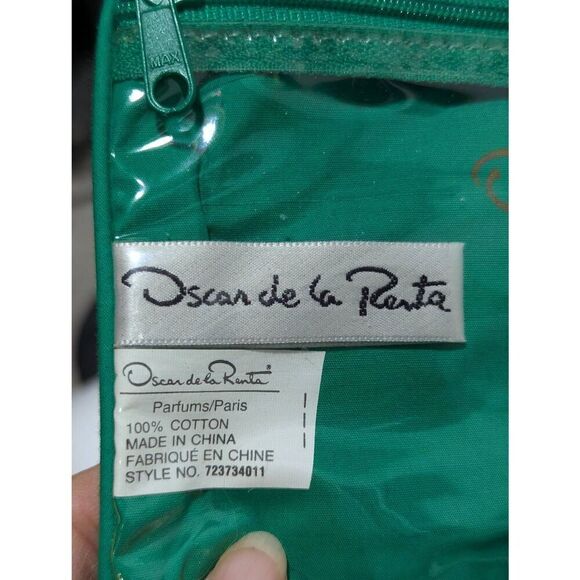 MAX
Oscar de la Renta
Oscar de la Renta®
Parfums/Paris
100% COTTON
MADE IN CHINA
FABRIQUÉ EN CHINE
STYLE NO. 723734011